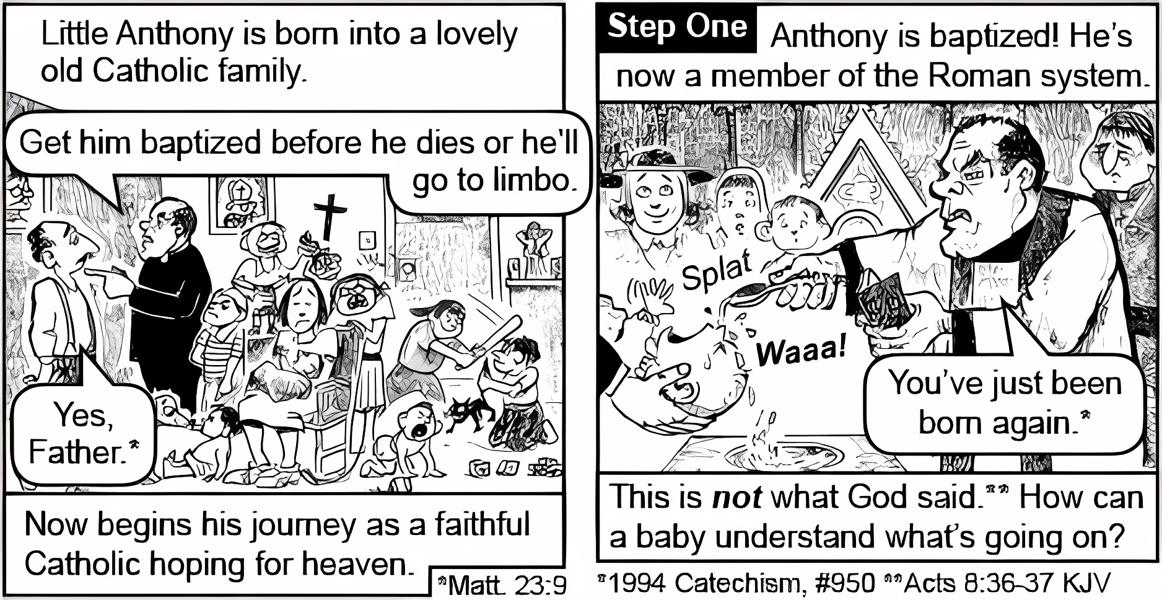 Little Anthony is born into a lovely
old Catholic family.
Get him baptized before he dies or he'll
go to limbo.
Yes,
Father.*
Now begins his journey as a faithful
Catholic hoping for heaven.
*Matt. 23:9
Step One
Anthony is baptized! He's
now a member of the Roman system.
Splat
Waaa!
You've just been
born again.*
This is not what God said.** How can
a baby understand what's going on?
*1994 Catechism, #950 **Acts 8:36-37 KJV